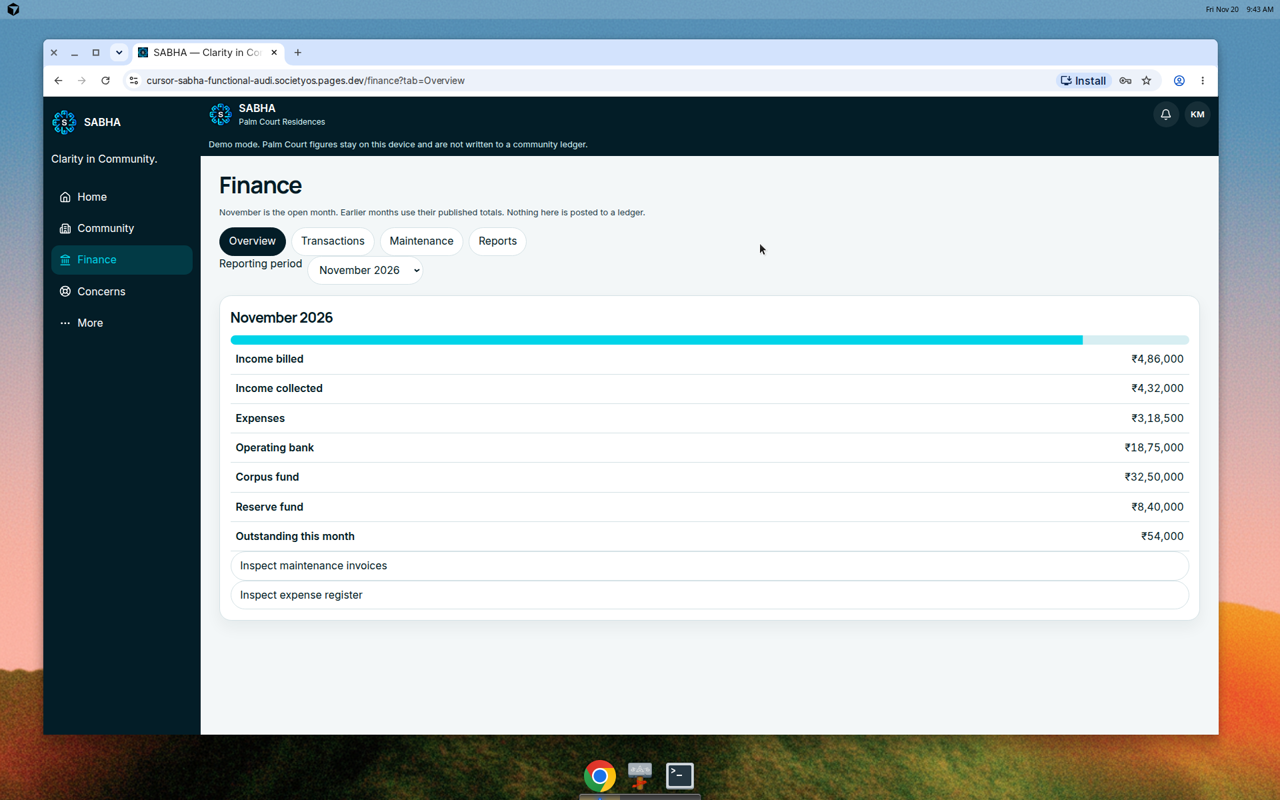 Fri Nov 20 9:43 AM
SABHA — Clarity in Co
cursor-sabha-functional-audi.societyos.pages.dev/finance?tab=Overview
Install
SABHA
Clarity in Community.
Home
Community
Finance
Concerns
More
SABHA
Palm Court Residences
KM
Demo mode. Palm Court figures stay on this device and are not written to a community ledger.
Finance
November is the open month. Earlier months use their published totals. Nothing here is posted to a ledger.
Overview Transactions Maintenance Reports
Reporting period November 2026
November 2026
Income billed ₹4,86,000
Income collected ₹4,32,000
Expenses ₹3,18,500
Operating bank ₹18,75,000
Corpus fund ₹32,50,000
Reserve fund ₹8,40,000
Outstanding this month ₹54,000
Inspect maintenance invoices
Inspect expense register